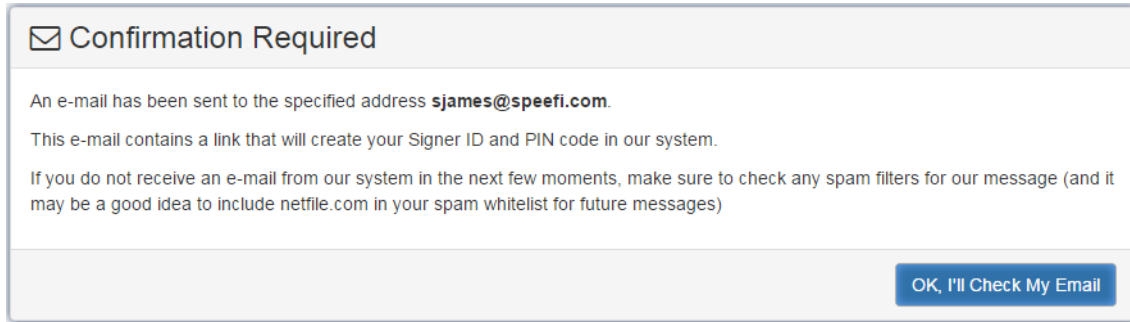 Confirmation Required
An e-mail has been sent to the specified address sjames@speefi.com.
This e-mail contains a link that will create your Signer ID and PIN code in our system.
If you do not receive an e-mail from our system in the next few moments, make sure to check any spam filters for our message (and it
may be a good idea to include netfile.com in your spam whitelist for future messages)
OK, I'll Check My Email